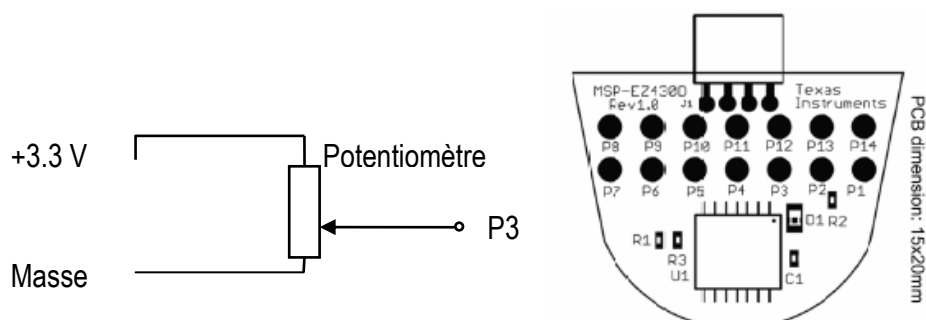 +3.3 V
Potentiomètre
P3
Masse
MSP-EZ430D
Rev1.0
J1
Texas
Instruments
P8 P9 P10 P11 P12 P13 P14
P7 P6 P5 P4 P3 P2 P1
D1
R2
R1
R3
U1
C1
PCB dimension: 15x20mm